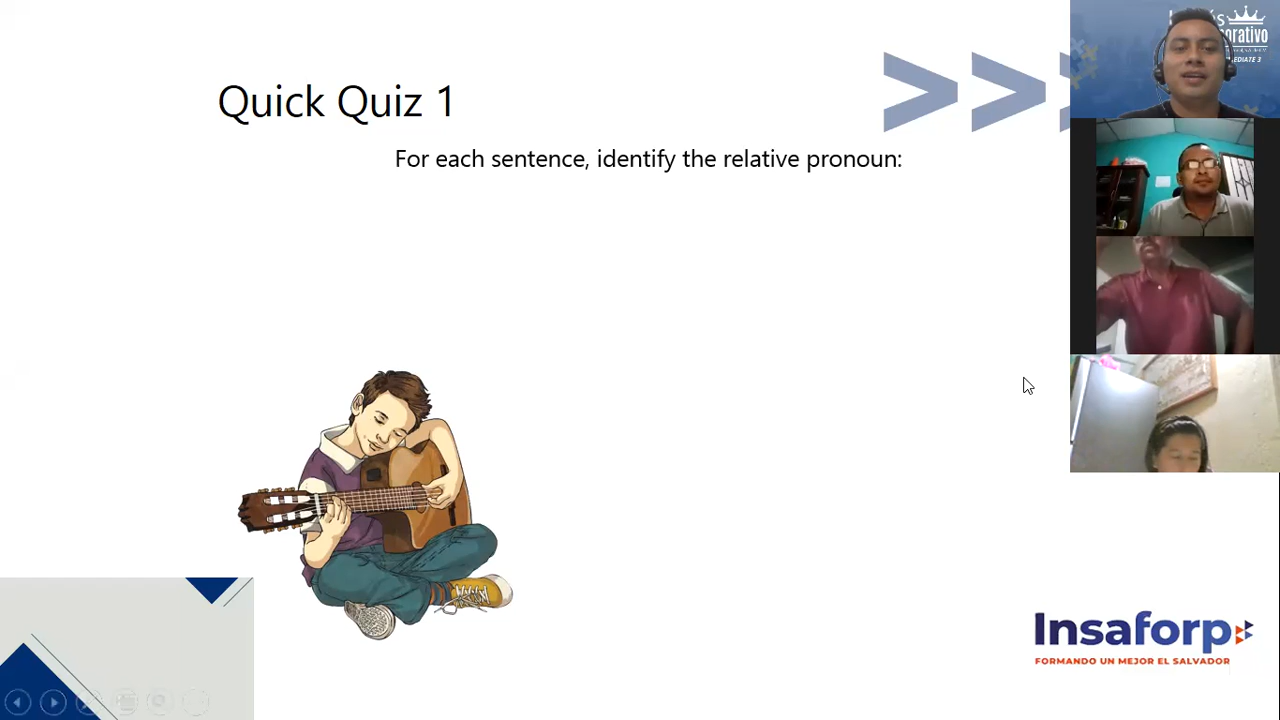 Quick Quiz 1
For each sentence, identify the relative pronoun:
Insaforp
FORMANDO UN MEJOR EL SALVADOR